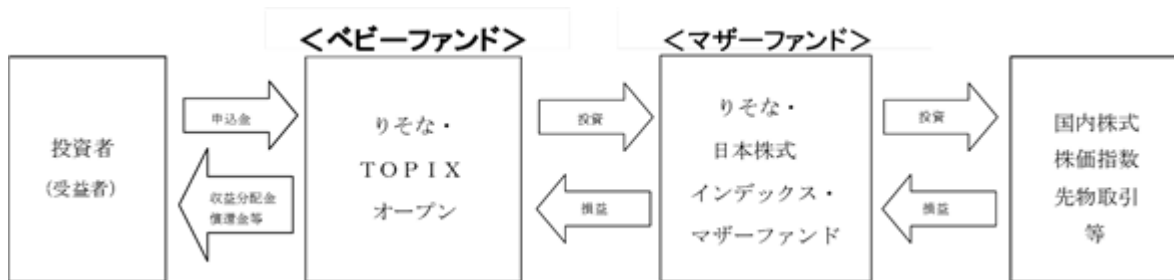 ＜ベビーファンド＞
＜マザーファンド＞
投資者
(受益者)
申込金
収益分配金
償還金等
りそな・
ＴＯＰＩＸ
オープン
投資
損益
りそな・
日本株式
インデックス・
マザーファンド
投資
損益
国内株式
株価指数
先物取引
等